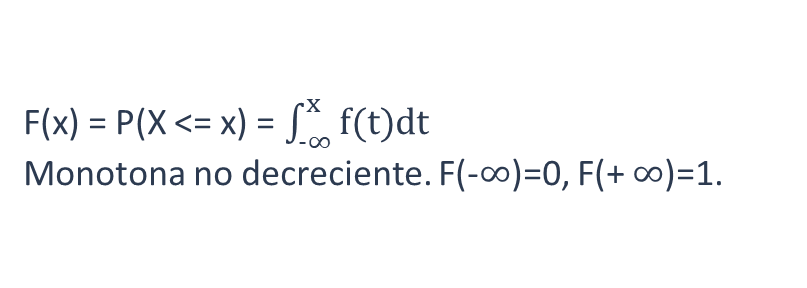 F(x) = P(X <= x) = ∫_{-∞}^{x} f(t)dt
Monotona no decreciente. F(-∞)=0, F(+ ∞)=1.